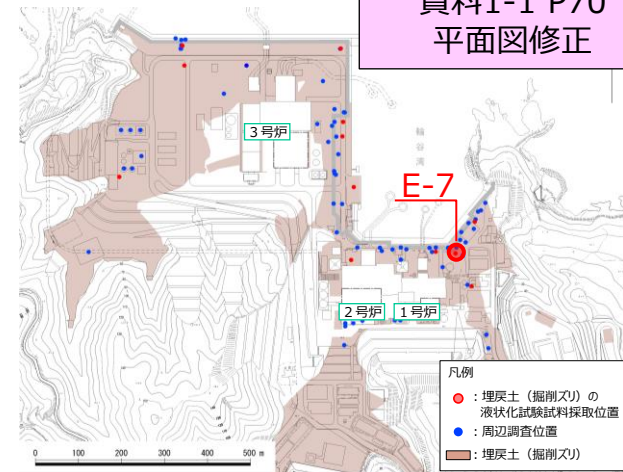 資料1-1 P70
平面図修正
3号炉
輪谷湾
E-7
2号炉
1号炉
凡例
：埋戻土（掘削ズリ）の
液状化試験試料採取位置
：周辺調査位置
：埋戻土（掘削ズリ）
0 100 200 300 400 500 m